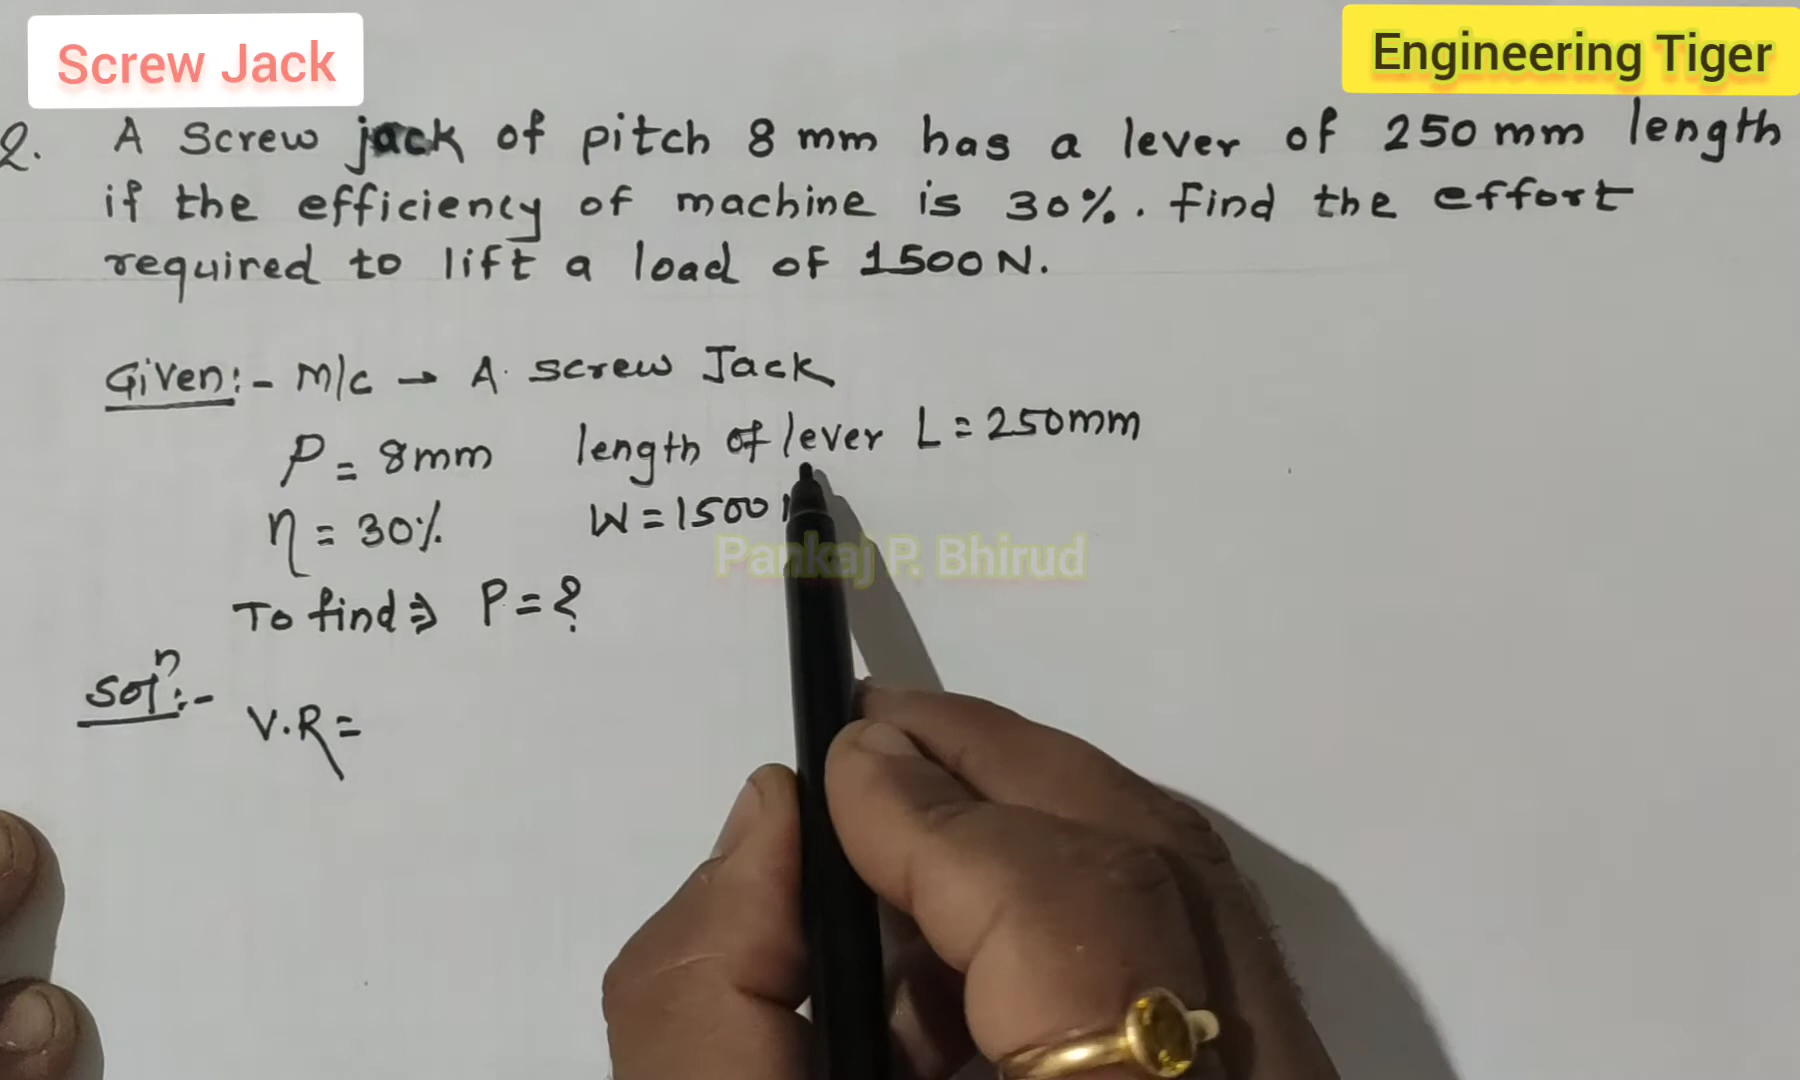 Screw Jack
Engineering Tiger
2. A screw jack of pitch 8 mm has a lever of 250 mm length
if the efficiency of machine is 30%. find the effort
required to lift a load of 1500 N.
Given:- M/c → A screw Jack
P = 8mm length of lever L = 250mm
η = 30% W = 1500
Pankaj P. Bhirud
To find ⇒ P = ?
Solⁿ:- V.R =